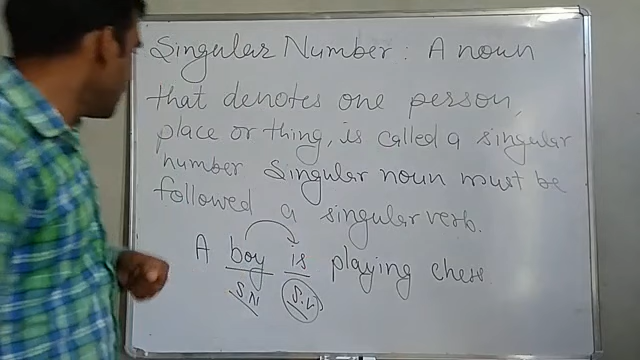 Singular Number: A noun
that denotes one person,
place or thing, is called a singular
number Singular noun must be
followed a singular verb.
A boy is playing chess
S.N S.V